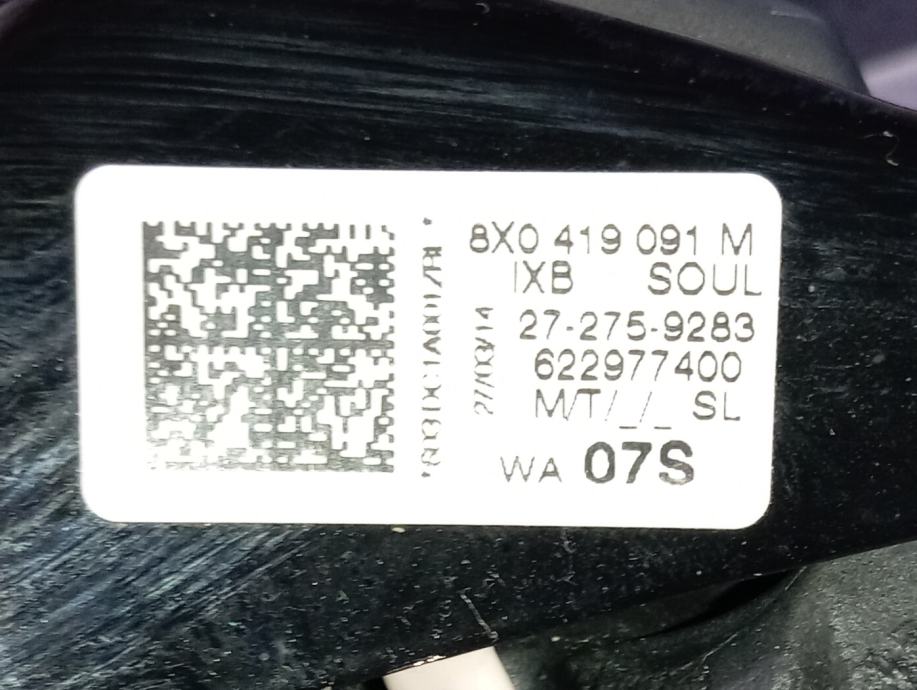 8X0 419 091 M
IXB SOUL
27-275-9283
622977400
M/T/_/_ SL
WA 07S
27/03/14